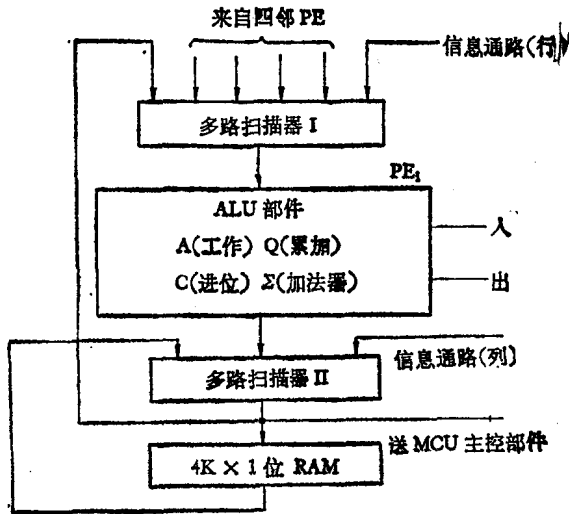 来自四邻 PE
信息通路(行)
多路扫描器 I
PE₁
ALU 部件
A(工作) Q(累加)
C(进位) Σ(加法器)
入
出
信息通路(列)
多路扫描器 II
送 MCU 主控部件
4K × 1 位 RAM